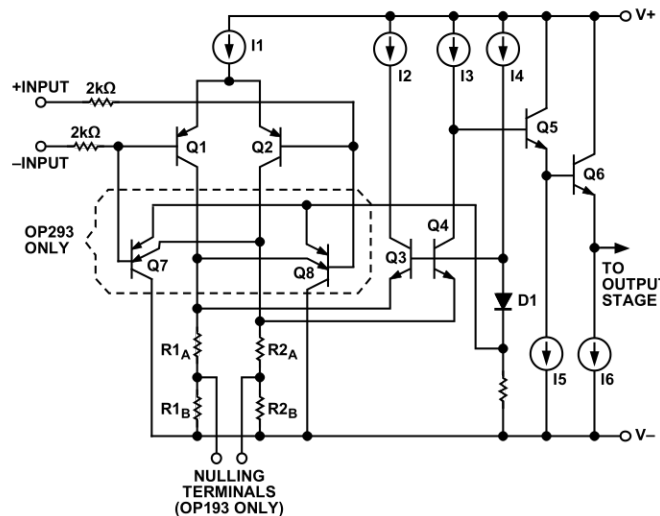 V+
I1
I2
I3
I4
+INPUT
2kΩ
2kΩ
–INPUT
Q1
Q2
Q5
Q6
OP293
ONLY
Q7
Q8
Q3
Q4
D1
TO
OUTPUT
STAGE
R1A
R2A
I5
I6
R1B
R2B
V–
NULLING
TERMINALS
(OP193 ONLY)